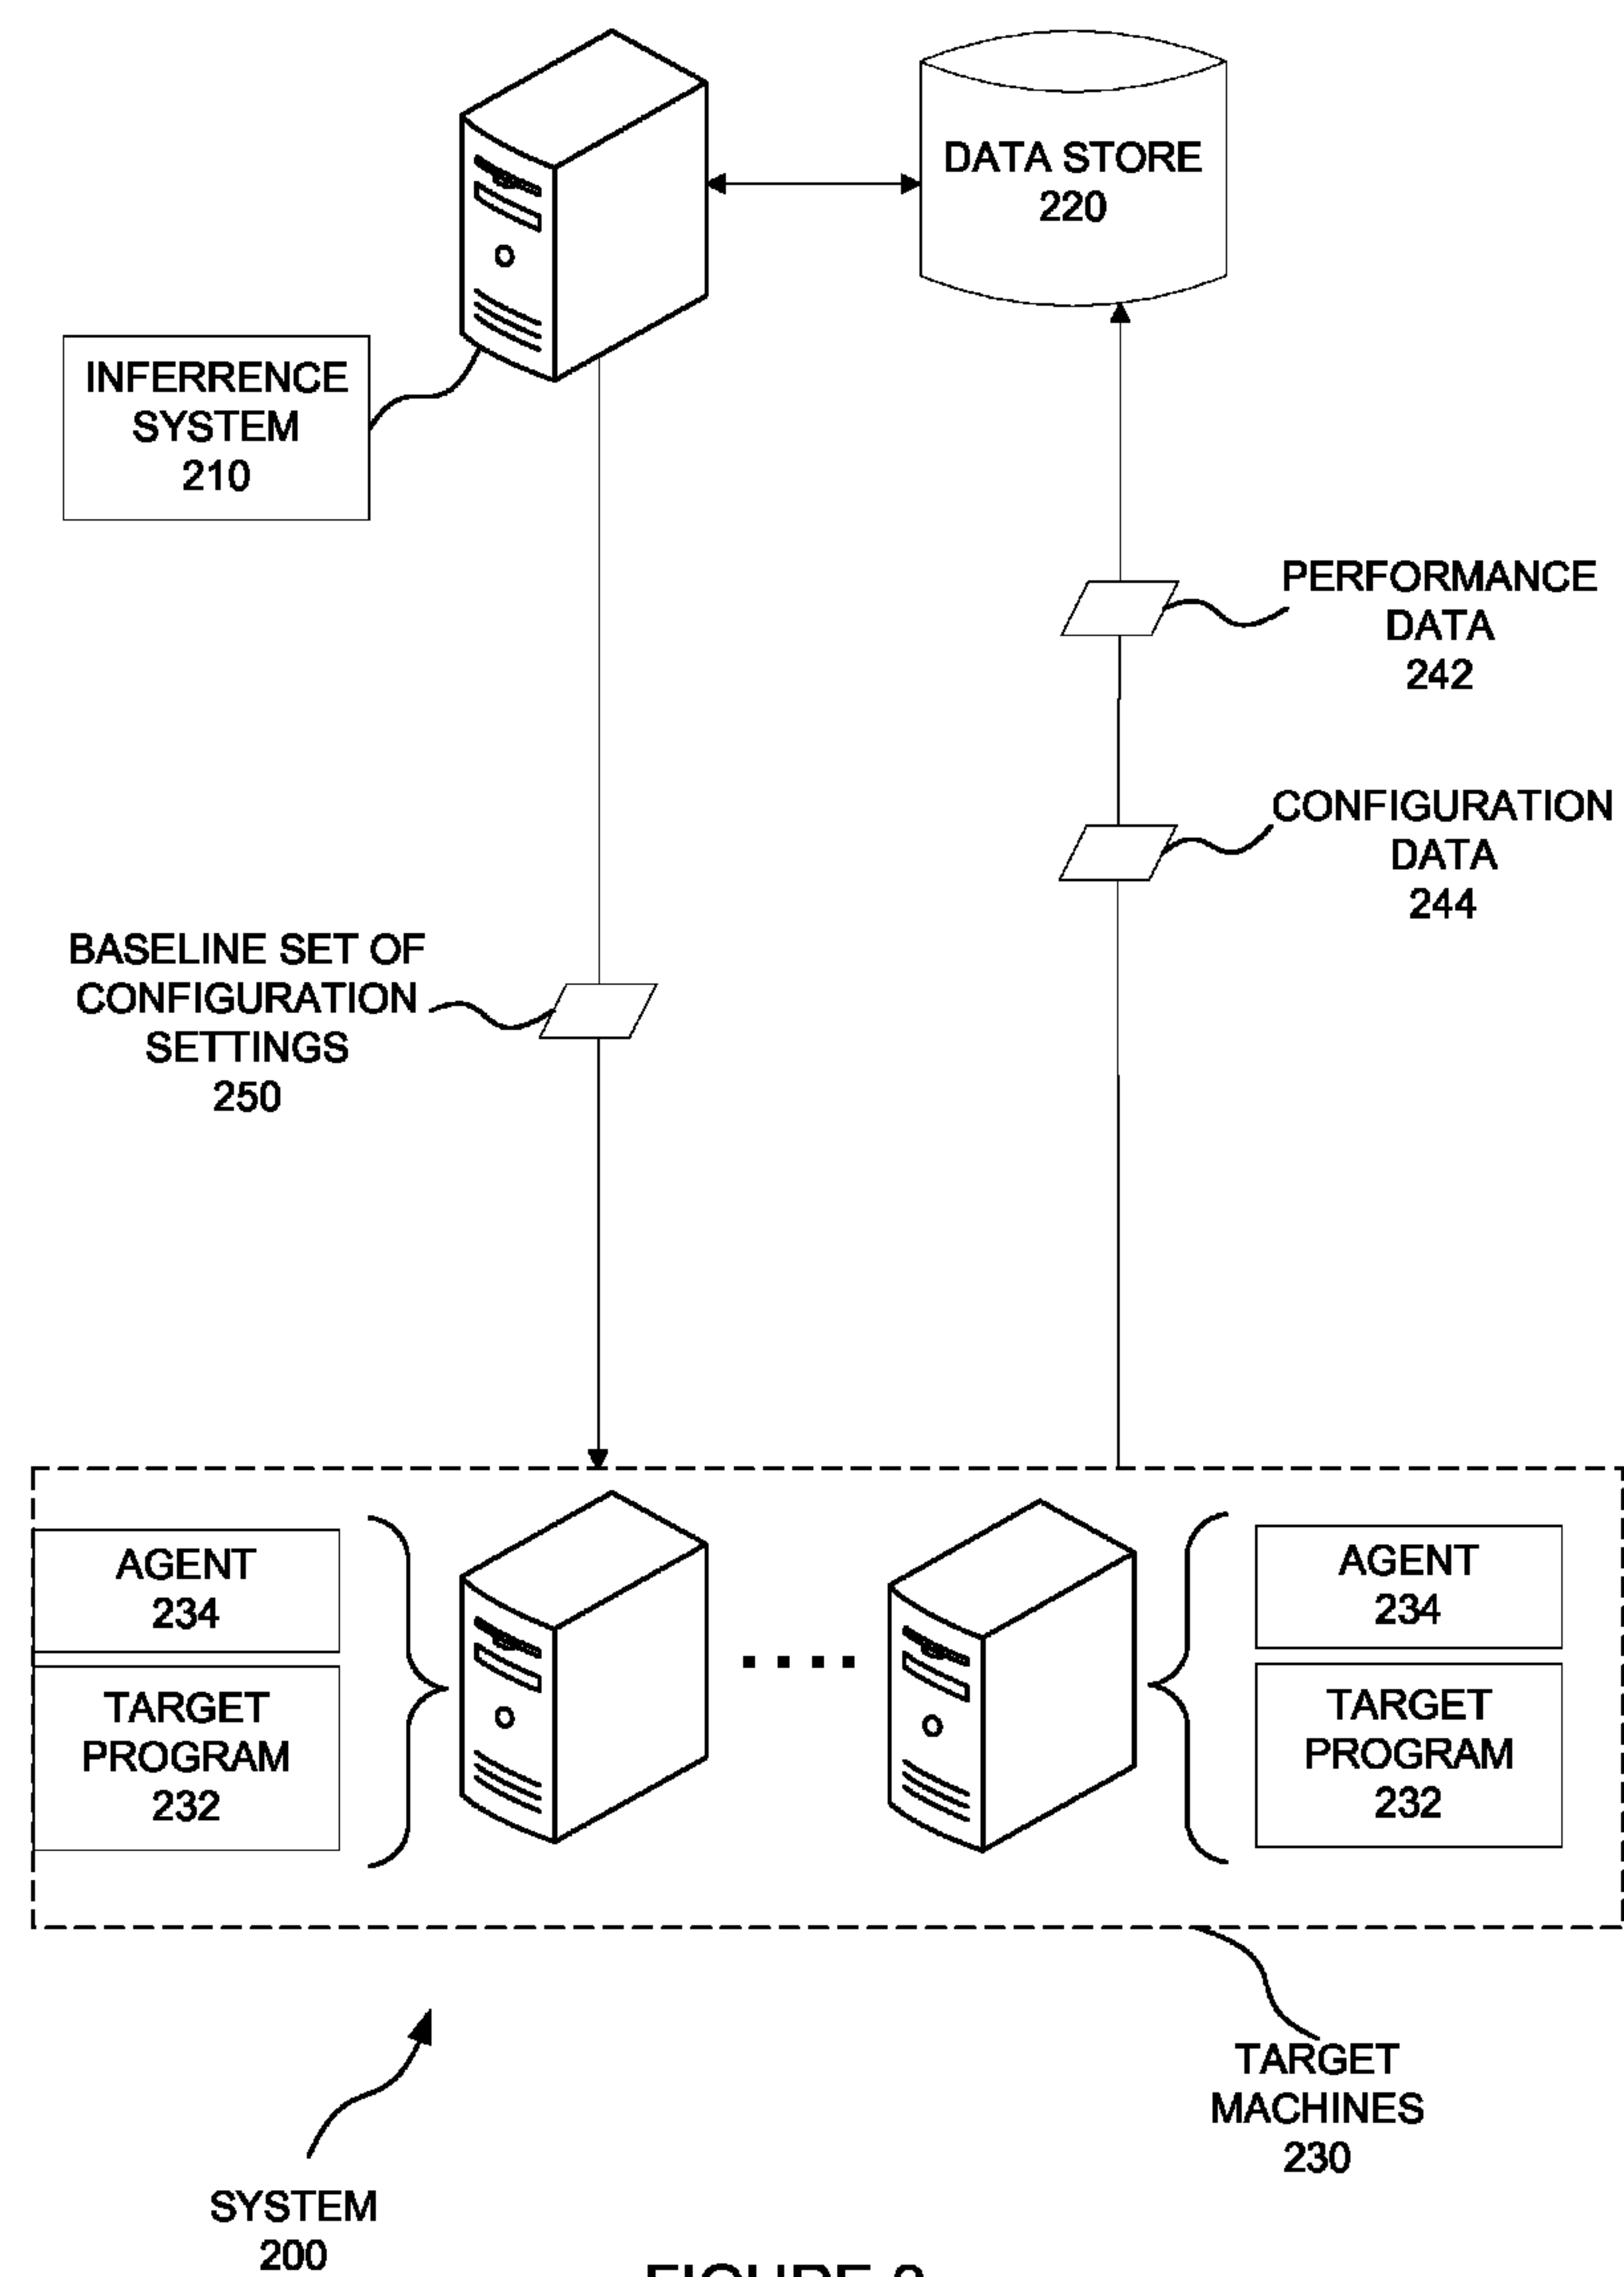 DATA STORE
220
INFERRENCE
SYSTEM
210
PERFORMANCE
DATA
242
CONFIGURATION
DATA
244
BASELINE SET OF
CONFIGURATION
SETTINGS
250
AGENT
234
TARGET
PROGRAM
232
AGENT
234
TARGET
PROGRAM
232
TARGET
MACHINES
230
SYSTEM
200
FIGURE